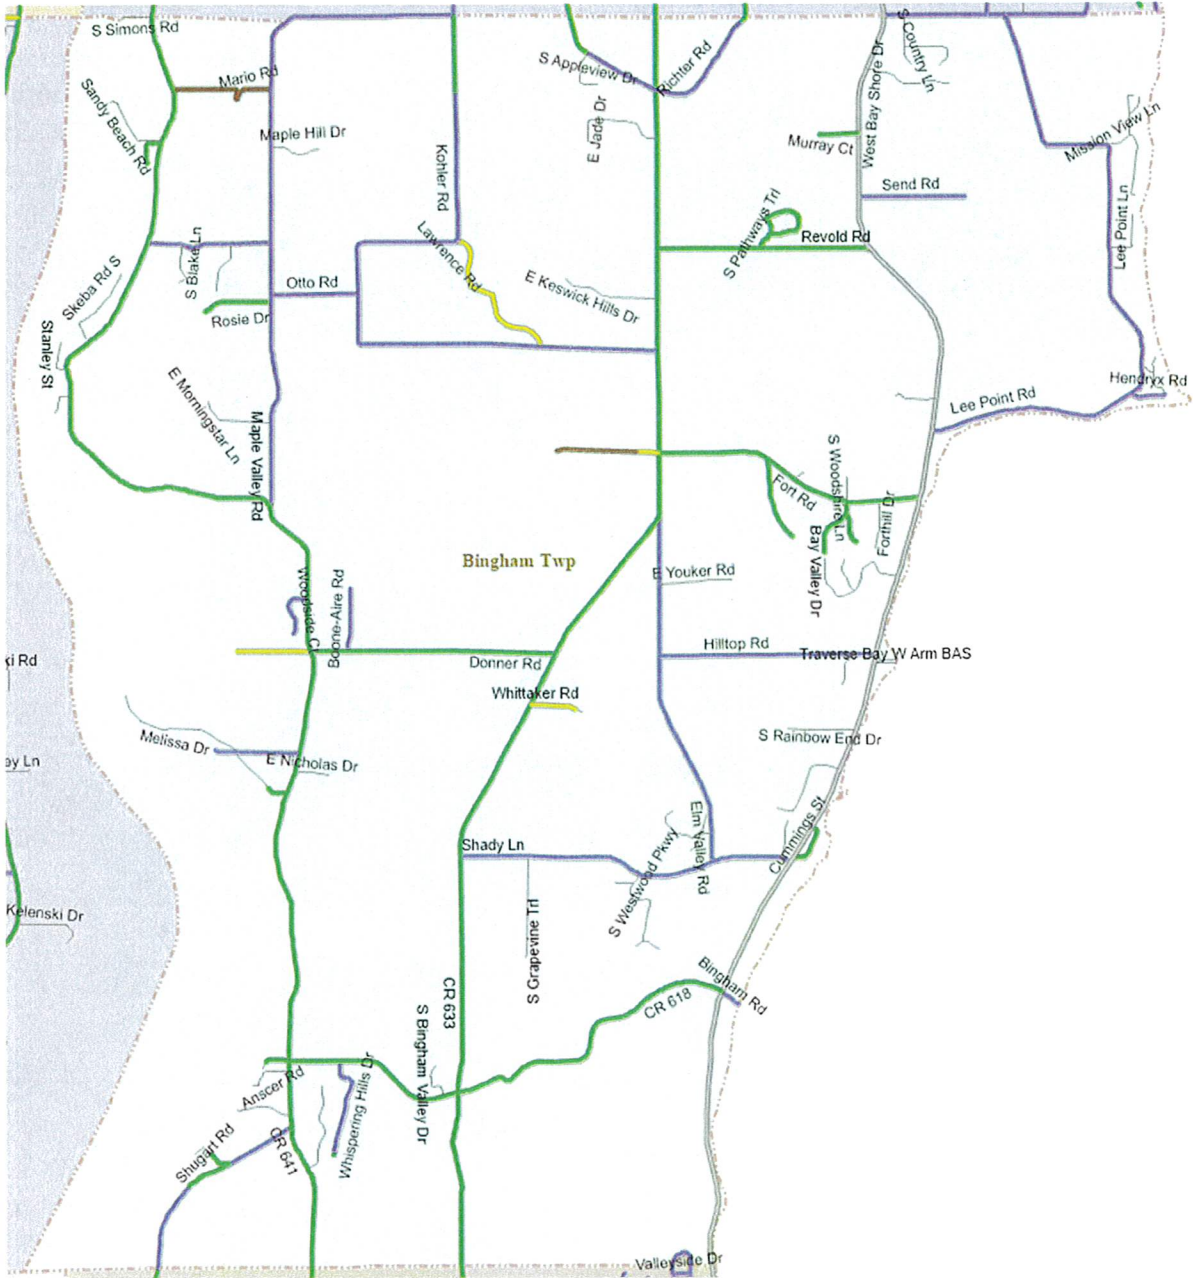 S Simons Rd
S Country Ln
West Bay Shore Dr
S Appleview Dr
Richter Rd
Mario Rd
Sandy Beach Rd
Maple Hill Dr
E Jade Dr
Mission View Ln
Murray Ct
Kohler Rd
Send Rd
Lee Point Ln
S Pathways Trl
Revold Rd
Lawrence Rd
S Blake Ln
Skeba Rd S
Otto Rd
E Keswick Hills Dr
Rosie Dr
Stanley St
Hendryx Rd
Lee Point Rd
E Morningstar Ln
Maple Valley Rd
S Woodshire Ln
Fort Rd
Forthill Dr
Bay Valley Dr
Bingham Twp
E Youker Rd
Woodside Ct
Boone-Aire Rd
Hilltop Rd
Traverse Bay W Arm BAS
ki Rd
Donner Rd
Whittaker Rd
Melissa Dr
S Rainbow End Dr
E Nicholas Dr
ey Ln
Cummings St
Elm Valley Rd
Shady Ln
S Westwood Pkwy
S Grapevine Trl
Kelenski Dr
Bingham Rd
CR 633
CR 618
S Bingham Valley Dr
Whispering Hills Dr
Anscer Rd
CR 641
Shugart Rd
Valleyside Dr